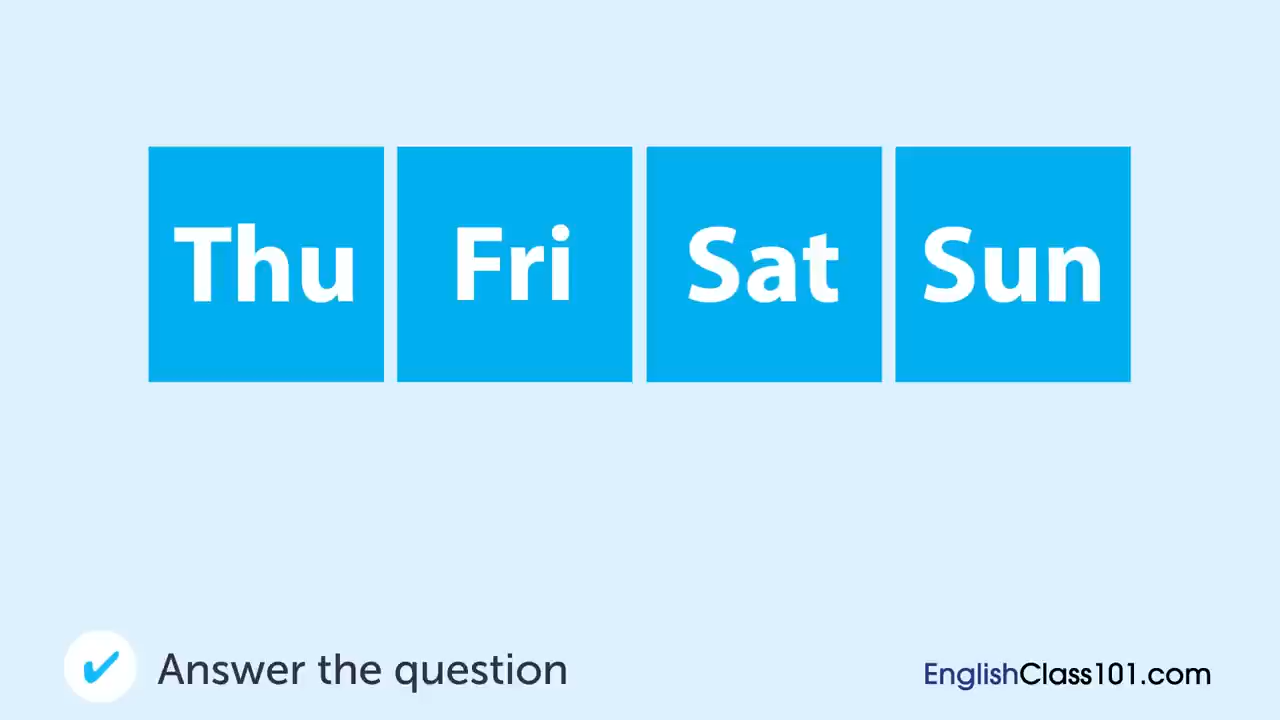 Thu Fri Sat Sun
Answer the question
EnglishClass101.com